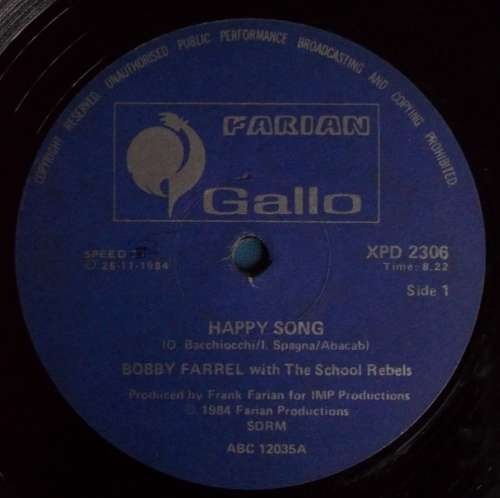 COPYRIGHT RESERVED. UNAUTHORISED PUBLIC PERFORMANCE BROADCASTING AND COPYING PROHIBITED.
FARIAN
Gallo
SPEED
℗ 26-11-1984
XPD 2306
Time: 8.22
Side 1
HAPPY SONG
(O. Bacchiocchi/I. Spagna/Abacab)
BOBBY FARREL with The School Rebels
Produced by Frank Farian for IMP Productions
℗ 1984 Farian Productions
SDRM
ABC 12035A